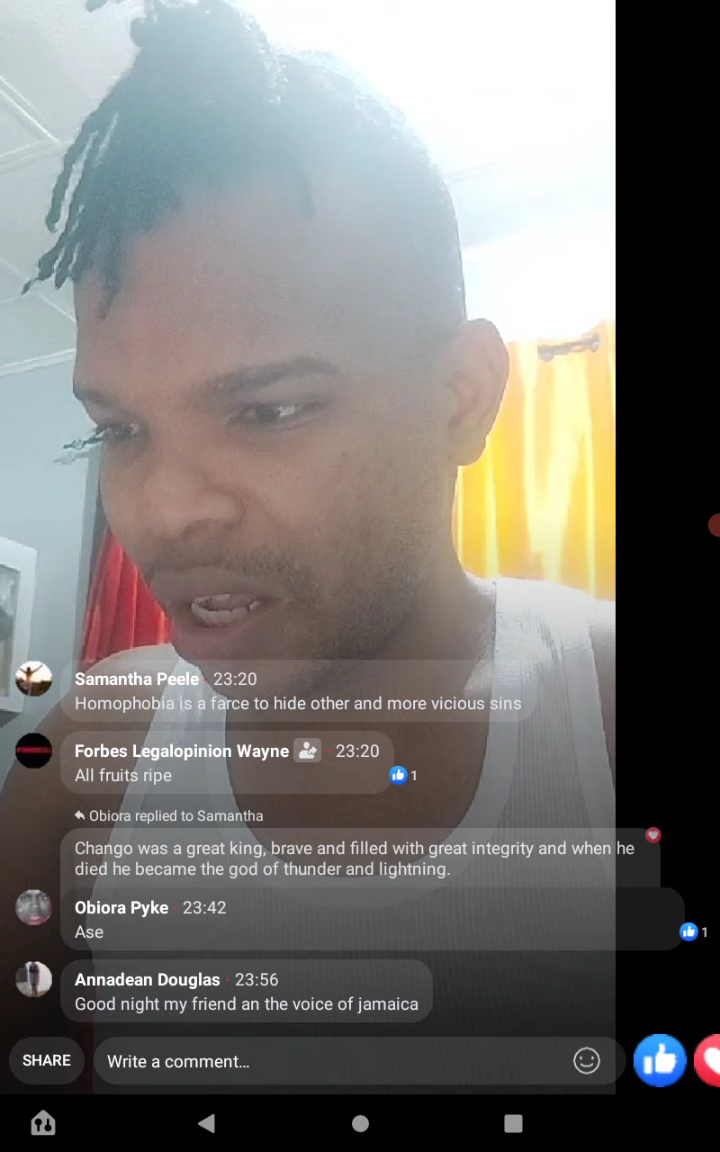 Samantha Peele · 23:20
Homophobia is a farce to hide other and more vicious sins
Forbes Legalopinion Wayne · 23:20
All fruits ripe
1
Obiora replied to Samantha
Chango was a great king, brave and filled with great integrity and when he
died he became the god of thunder and lightning.
Obiora Pyke · 23:42
Ase
1
Annadean Douglas · 23:56
Good night my friend an the voice of jamaica
SHARE
Write a comment...